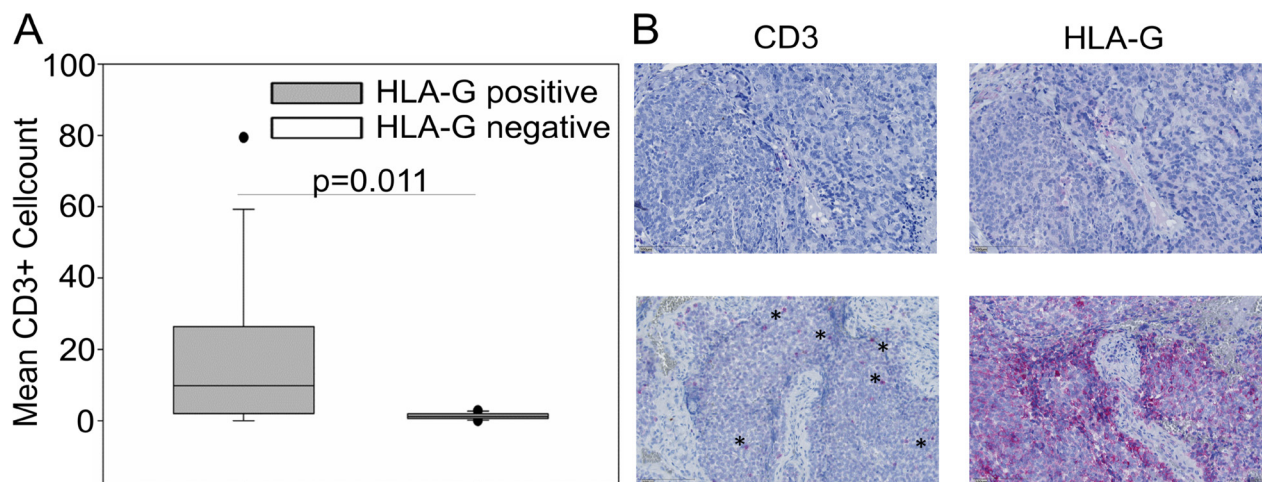 A
Mean CD3+ Cellcount
100
80
60
40
20
0
HLA-G positive
HLA-G negative
p=0.011
B
CD3
HLA-G
*
*
*
*
*
*